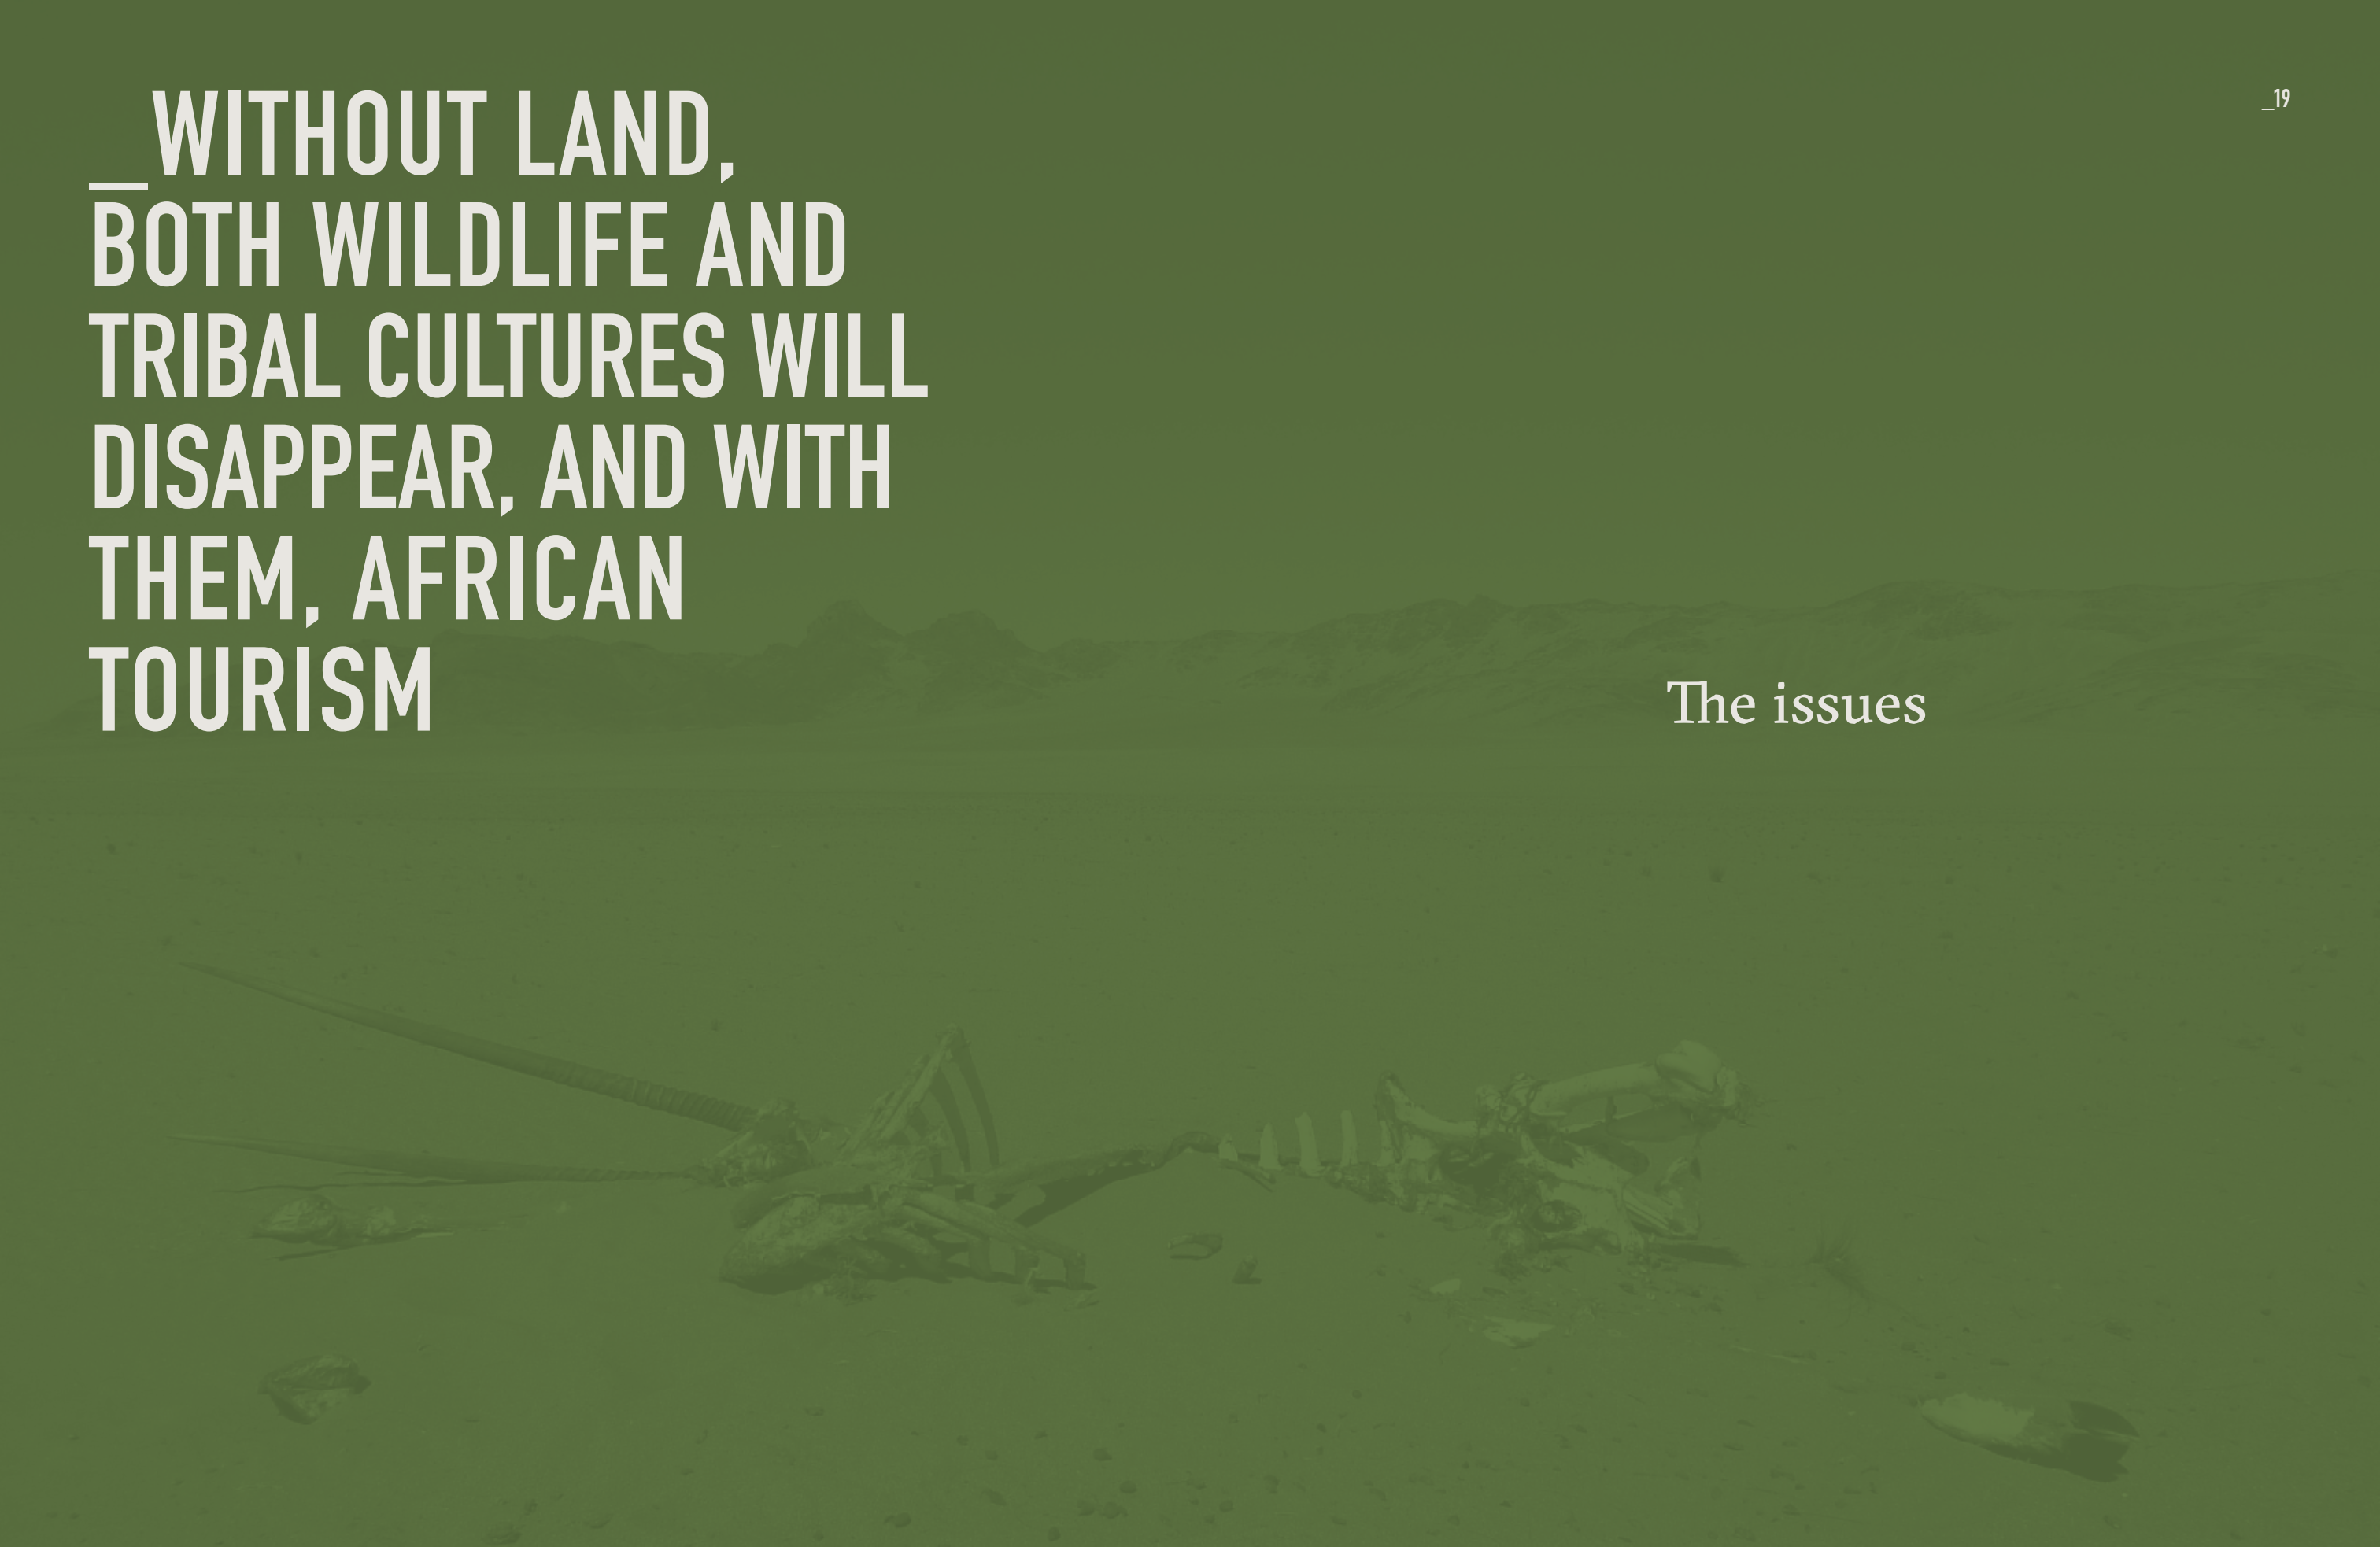 _WITHOUT LAND,
BOTH WILDLIFE AND
TRIBAL CULTURES WILL
DISAPPEAR, AND WITH
THEM, AFRICAN
TOURISM
_19
The issues